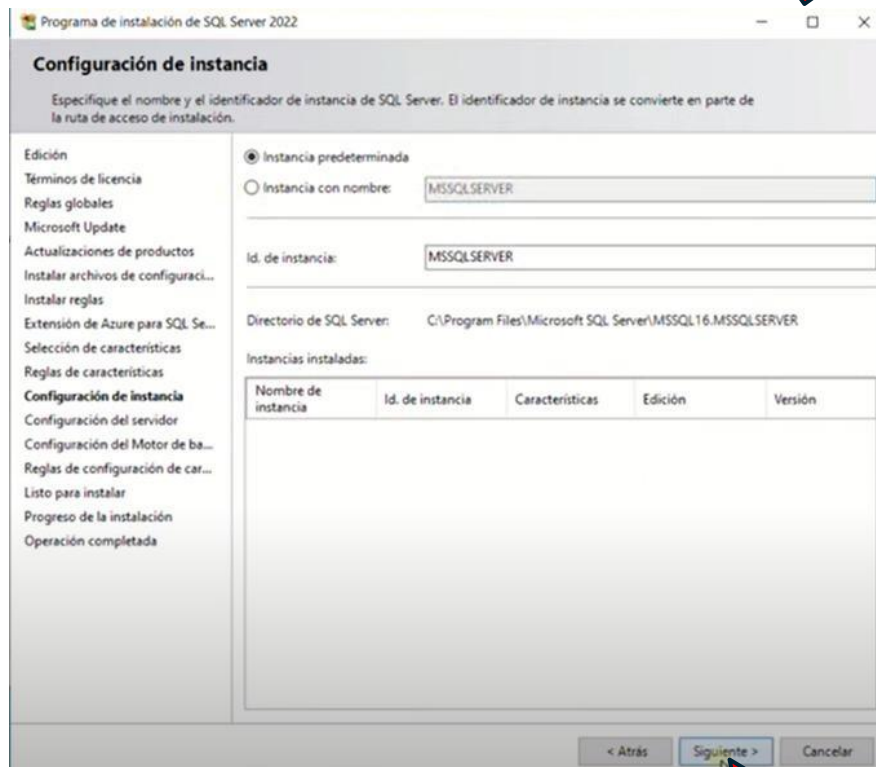 Programa de instalación de SQL Server 2022
Configuración de instancia
Especifique el nombre y el identificador de instancia de SQL Server. El identificador de instancia se convierte en parte de
la ruta de acceso de instalación.
Edición
Términos de licencia
Reglas globales
Microsoft Update
Actualizaciones de productos
Instalar archivos de configuraci...
Instalar reglas
Extensión de Azure para SQL Se...
Selección de características
Reglas de características
Configuración de instancia
Configuración del servidor
Configuración del Motor de ba...
Reglas de configuración de car...
Listo para instalar
Progreso de la instalación
Operación completada
Instancia predeterminada
Instancia con nombre: MSSQLSERVER
Id. de instancia: MSSQLSERVER
Directorio de SQL Server: C:\Program Files\Microsoft SQL Server\MSSQL16.MSSQLSERVER
Instancias instaladas:
Nombre de
instancia
Id. de instancia Características Edición Versión
< Atrás Siguiente > Cancelar